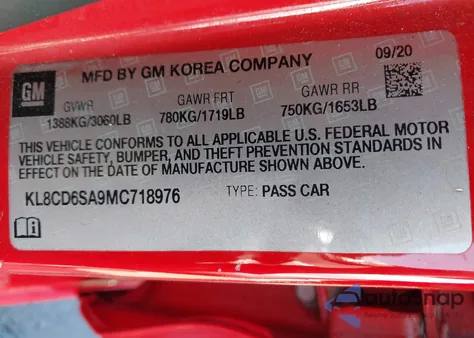 MFD BY GM KOREA COMPANY
09/20
GM
GVWR
1388KG/3060LB
GAWR FRT
780KG/1719LB
GAWR RR
750KG/1653LB
THIS VEHICLE CONFORMS TO ALL APPLICABLE U.S. FEDERAL MOTOR
VEHICLE SAFETY, BUMPER, AND THEFT PREVENTION STANDARDS IN
EFFECT ON THE DATE OF MANUFACTURE SHOWN ABOVE.
KL8CD6SA9MC718976
TYPE: PASS CAR
autosnap